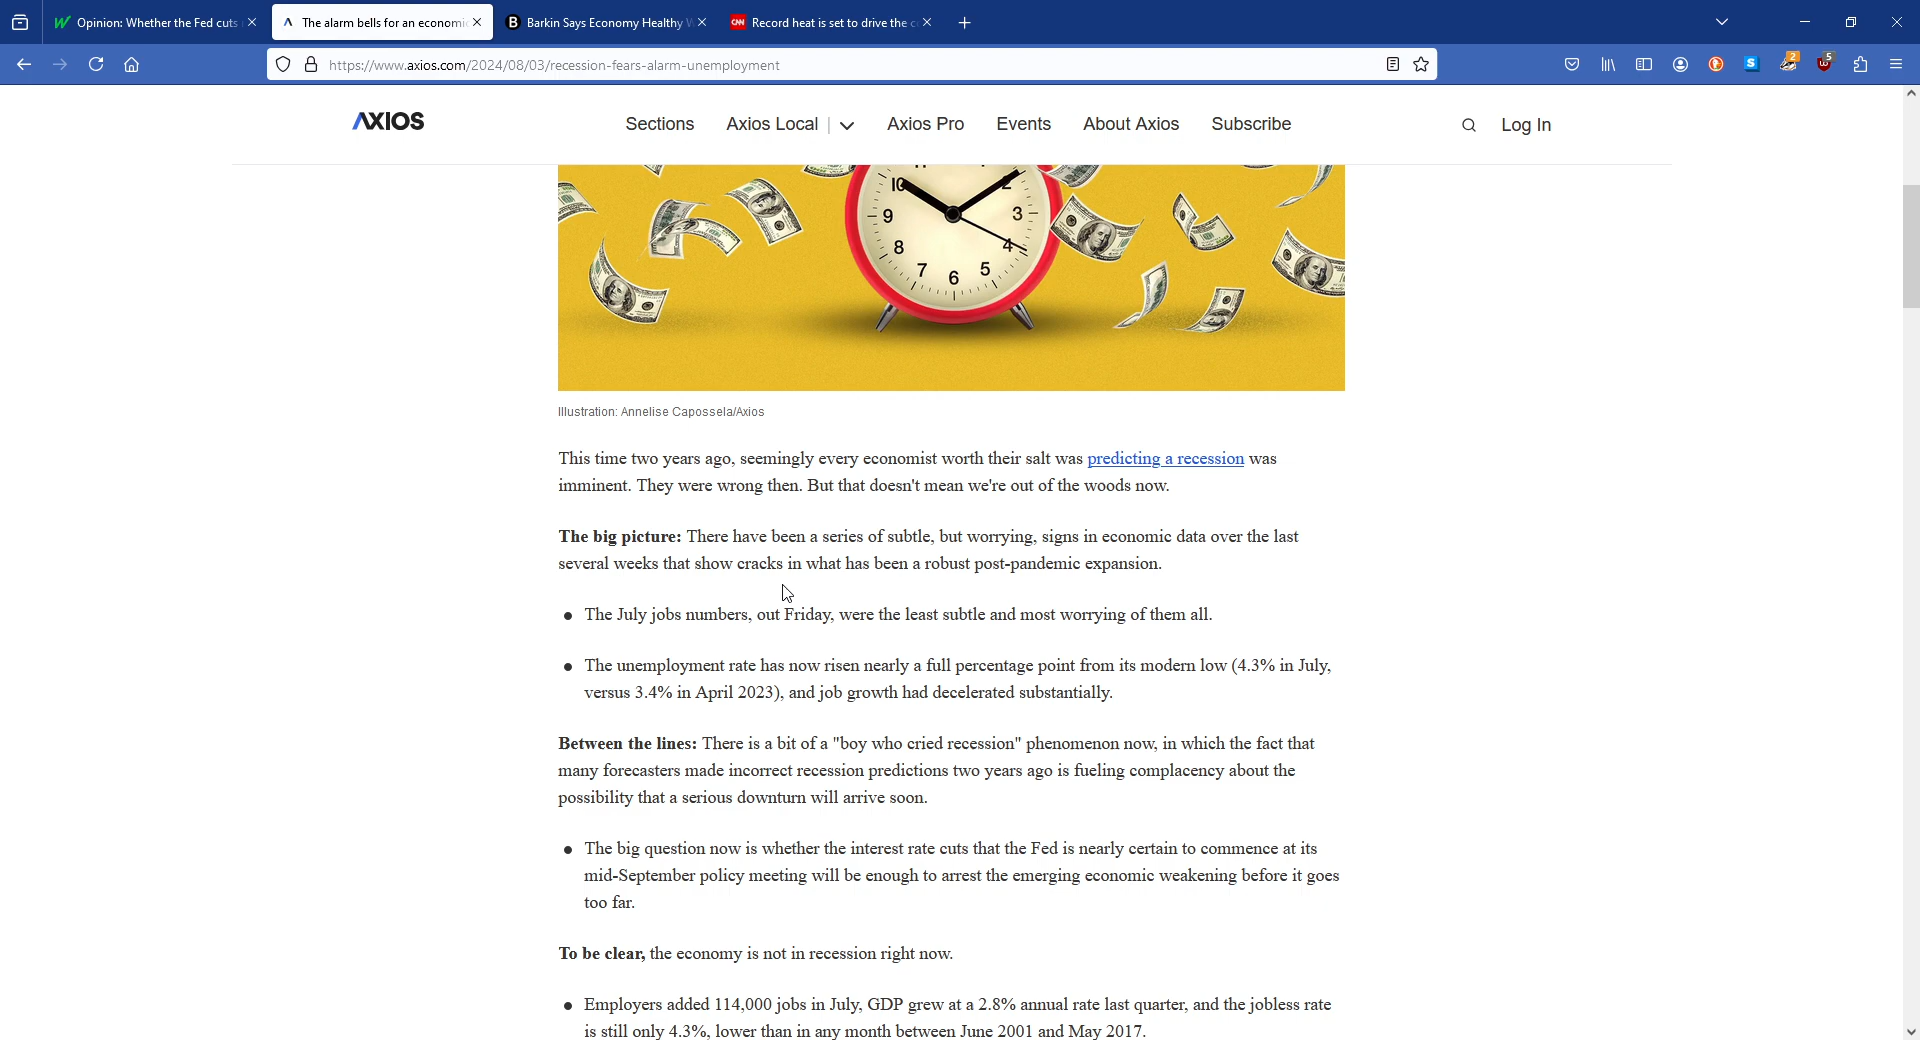 Opinion: Whether the Fed cuts
The alarm bells for an economic
Barkin Says Economy Healthy W
Record heat is set to drive the c
https://www.axios.com/2024/08/03/recession-fears-alarm-unemployment
2
5
AXIOS
Sections
Axios Local
Axios Pro
Events
About Axios
Subscribe
Log In
10
2
9
3
8
4
7
6
5
Illustration: Annelise Capossela/Axios
This time two years ago, seemingly every economist worth their salt was predicting a recession was
imminent. They were wrong then. But that doesn't mean we're out of the woods now.
The big picture: There have been a series of subtle, but worrying, signs in economic data over the last
several weeks that show cracks in what has been a robust post-pandemic expansion.
● The July jobs numbers, out Friday, were the least subtle and most worrying of them all.
● The unemployment rate has now risen nearly a full percentage point from its modern low (4.3% in July,
versus 3.4% in April 2023), and job growth had decelerated substantially.
Between the lines: There is a bit of a "boy who cried recession" phenomenon now, in which the fact that
many forecasters made incorrect recession predictions two years ago is fueling complacency about the
possibility that a serious downturn will arrive soon.
● The big question now is whether the interest rate cuts that the Fed is nearly certain to commence at its
mid-September policy meeting will be enough to arrest the emerging economic weakening before it goes
too far.
To be clear, the economy is not in recession right now.
● Employers added 114,000 jobs in July, GDP grew at a 2.8% annual rate last quarter, and the jobless rate
is still only 4.3%, lower than in any month between June 2001 and May 2017.